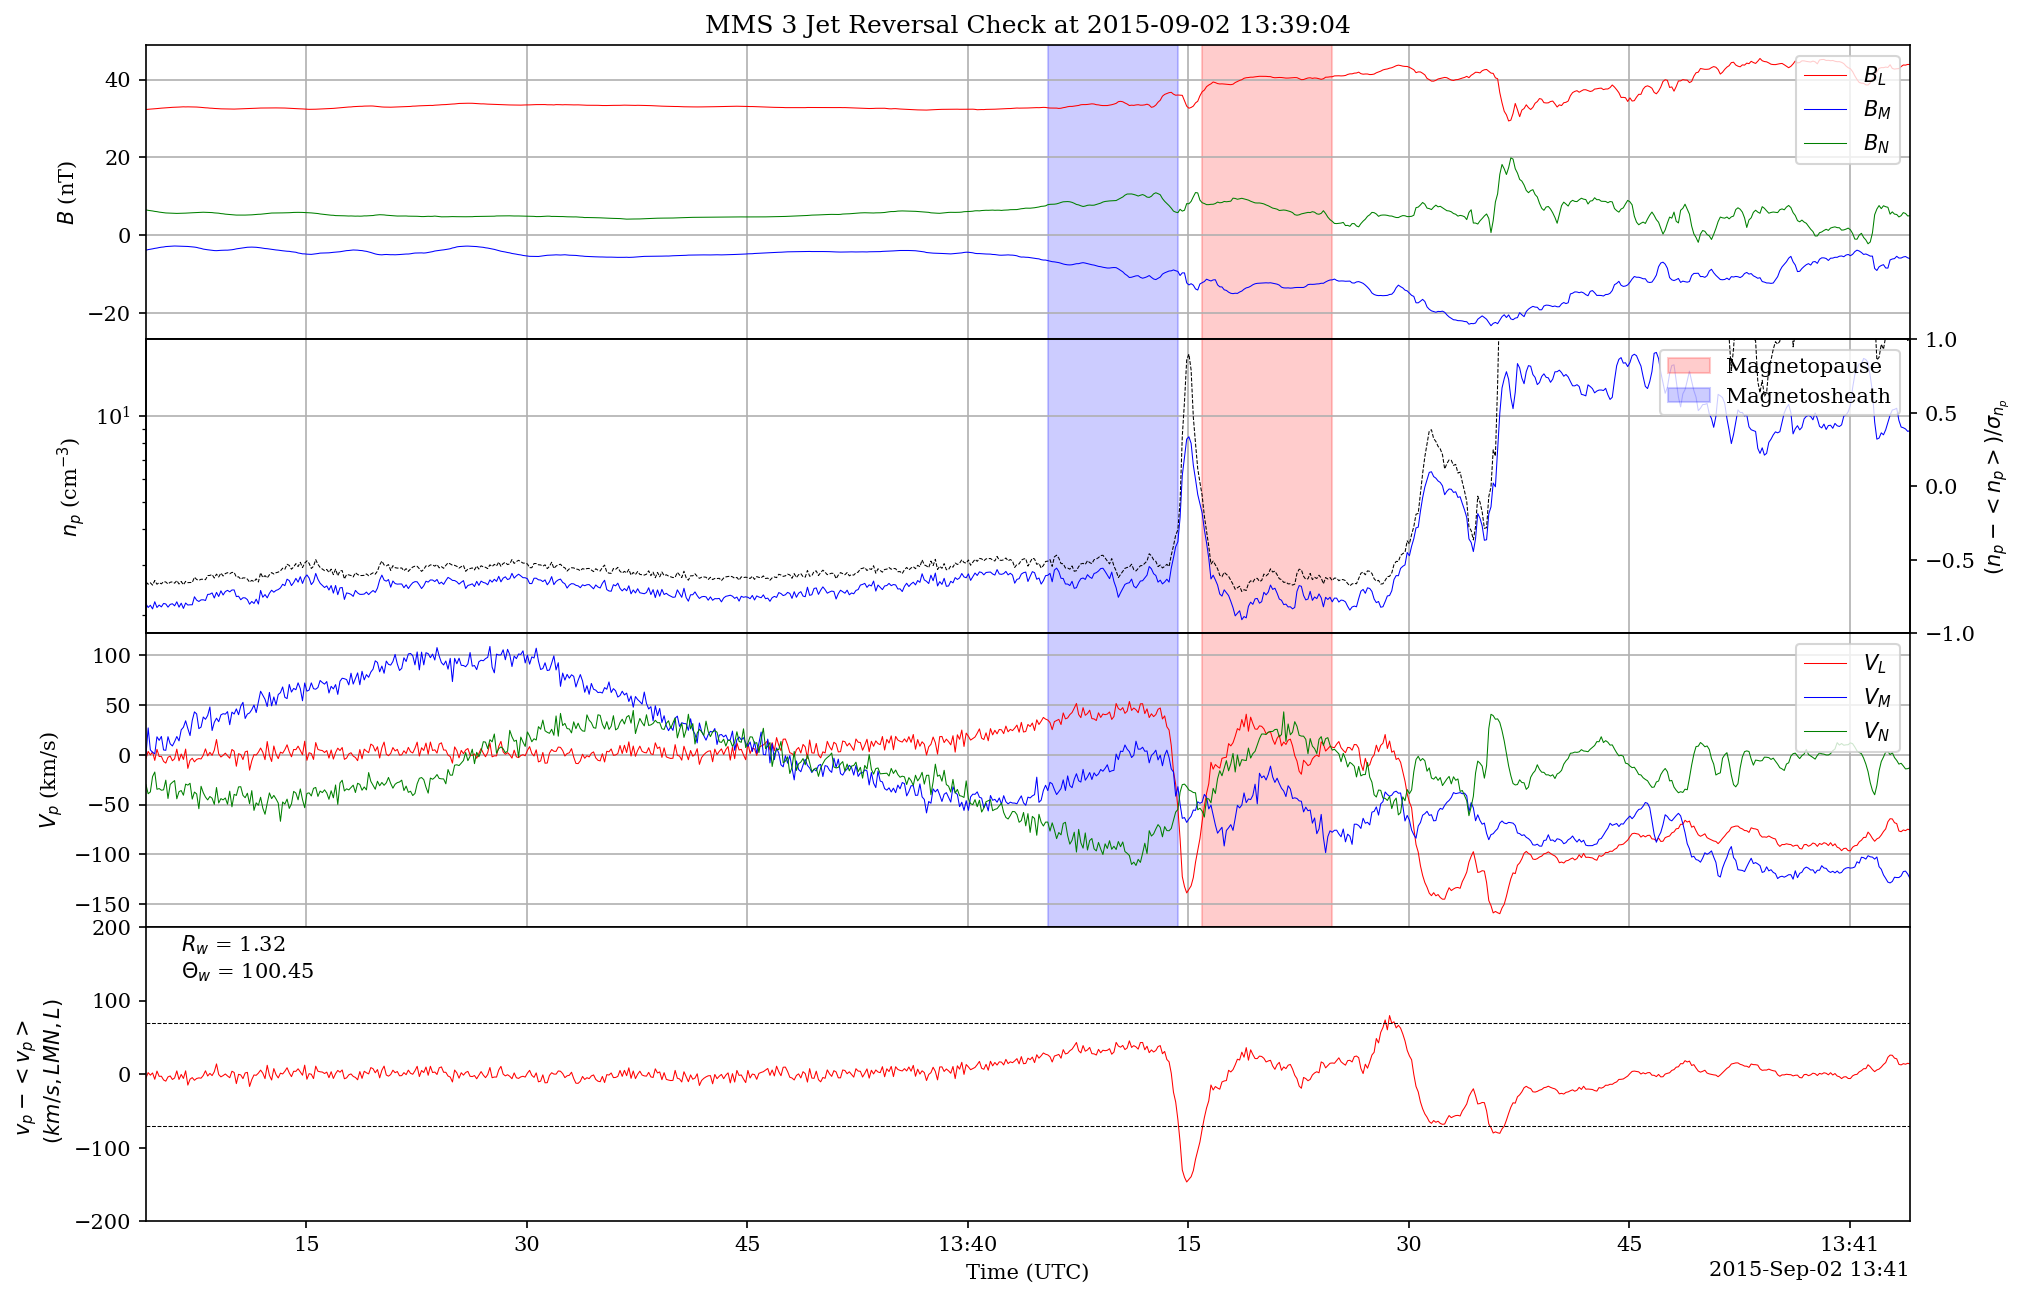 MMS 3 Jet Reversal Check at 2015-09-02 13:39:04
40
20
0
−20
B (nT)
B_L
B_M
B_N
10^1
n_p (cm^−3)
1.0
0.5
0.0
−0.5
−1.0
(n_p − < n_p >)/σ_{n_p}
Magnetopause
Magnetosheath
100
50
0
−50
−100
−150
V_p (km/s)
V_L
V_M
V_N
200
100
0
−100
−200
v_p − < v_p >
(km/s, LMN, L)
R_w = 1.32
Θ_w = 100.45
15
30
45
13:40
15
30
45
13:41
Time (UTC)
2015-Sep-02 13:41